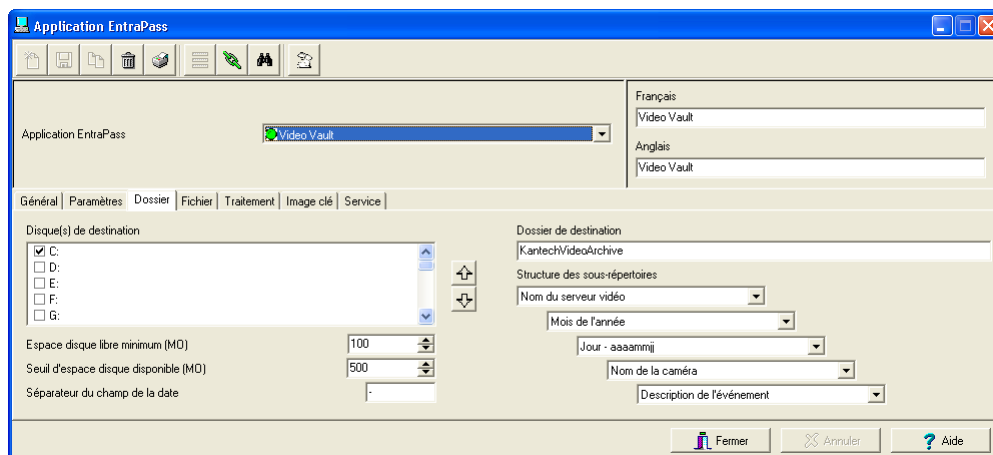 Application EntraPass
Français
Video Vault
Application EntraPass
Video Vault
Anglais
Video Vault
Général
Paramètres
Dossier
Fichier
Traitement
Image clé
Service
Disque(s) de destination
C:
D:
E:
F:
G:
Espace disque libre minimum (MO)
100
Seuil d'espace disque disponible (MO)
500
Séparateur du champ de la date
-
Dossier de destination
KantechVideoArchive
Structure des sous-répertoires
Nom du serveur vidéo
Mois de l'année
Jour - aaaammjj
Nom de la caméra
Description de l'événement
Fermer
Annuler
? Aide